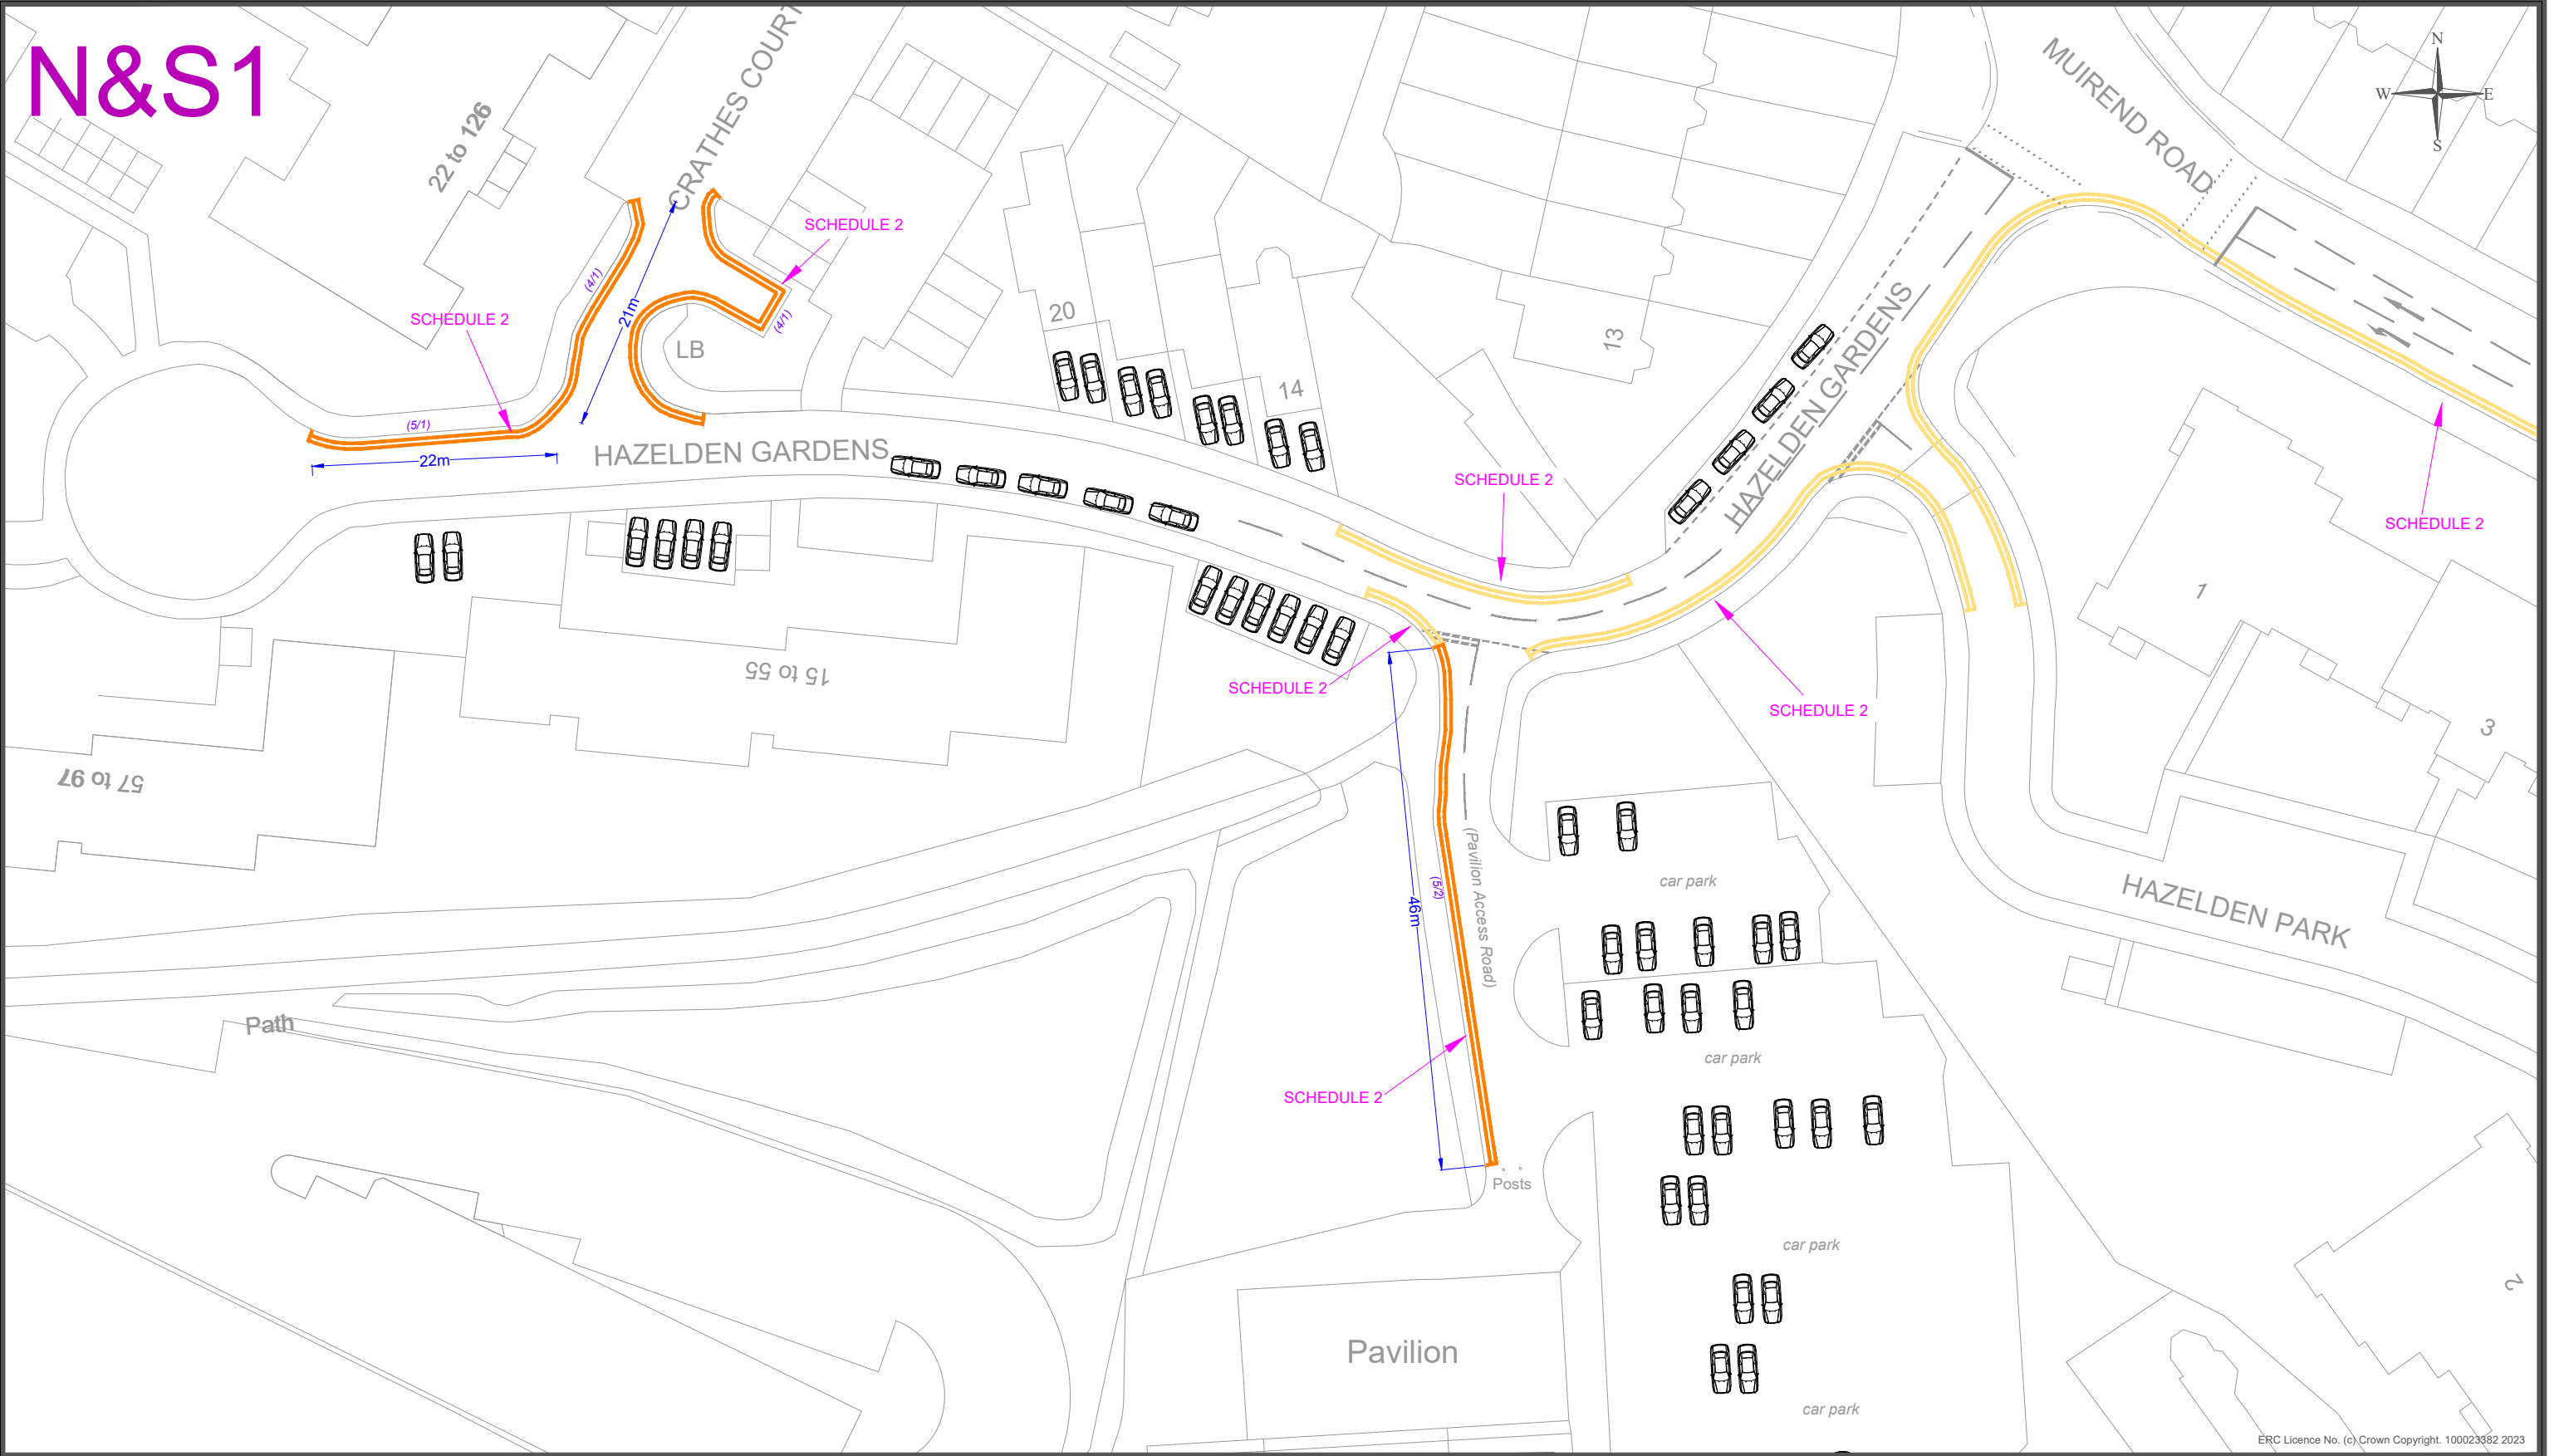 N&S1
CRATHES COURT
MUIREND ROAD
N
W
E
S
22 to 126
SCHEDULE 2
(4/1)
21m
SCHEDULE 2
(4/1)
LB
20
14
13
HAZELDEN GARDENS
(5/1)
22m
HAZELDEN GARDENS
SCHEDULE 2
SCHEDULE 2
1
15 to 55
SCHEDULE 2
SCHEDULE 2
3
57 to 97
(Pavilion Access Road)
(5/2)
46m
car park
HAZELDEN PARK
Path
car park
SCHEDULE 2
Posts
car park
2
Pavilion
car park
ERC Licence No. (c) Crown Copyright. 100023382 2023